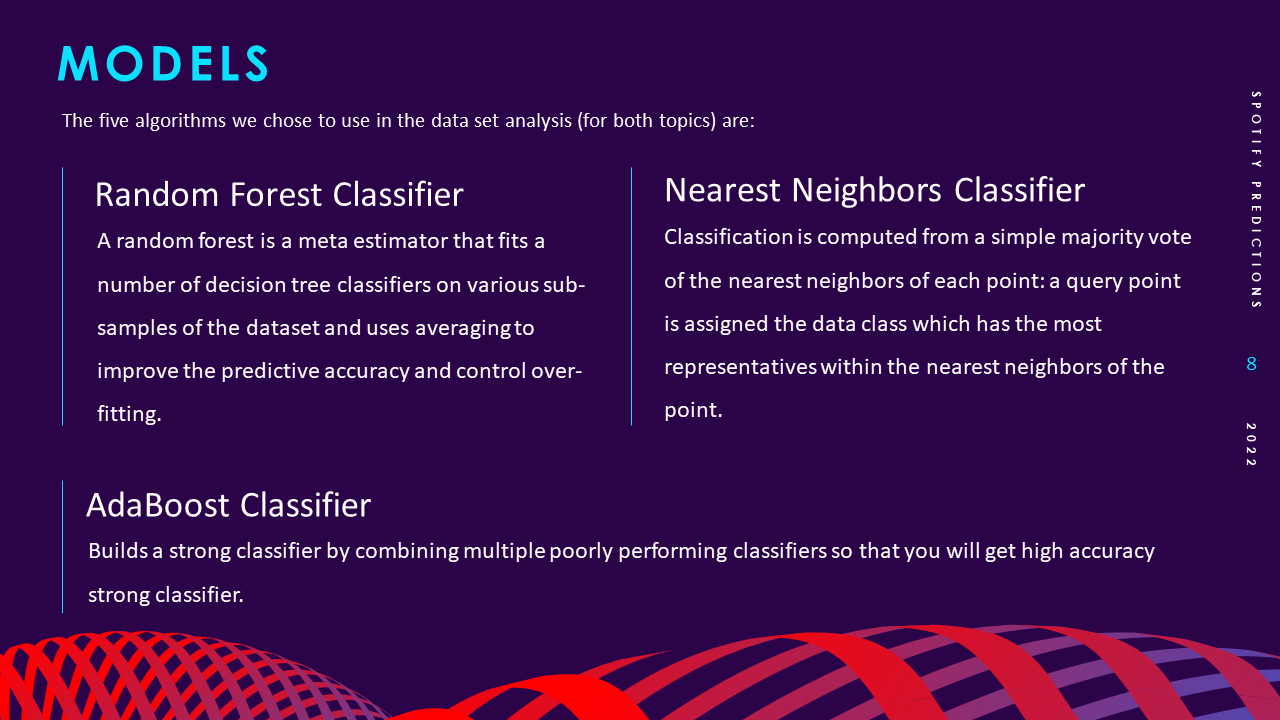 MODELS
The five algorithms we chose to use in the data set analysis (for both topics) are:
Random Forest Classifier
A random forest is a meta estimator that fits a
number of decision tree classifiers on various sub-
samples of the dataset and uses averaging to
improve the predictive accuracy and control over-
fitting.
Nearest Neighbors Classifier
Classification is computed from a simple majority vote
of the nearest neighbors of each point: a query point
is assigned the data class which has the most
representatives within the nearest neighbors of the
point.
AdaBoost Classifier
Builds a strong classifier by combining multiple poorly performing classifiers so that you will get high accuracy
strong classifier.
SPOTIFY PREDICTIONS
8
2022